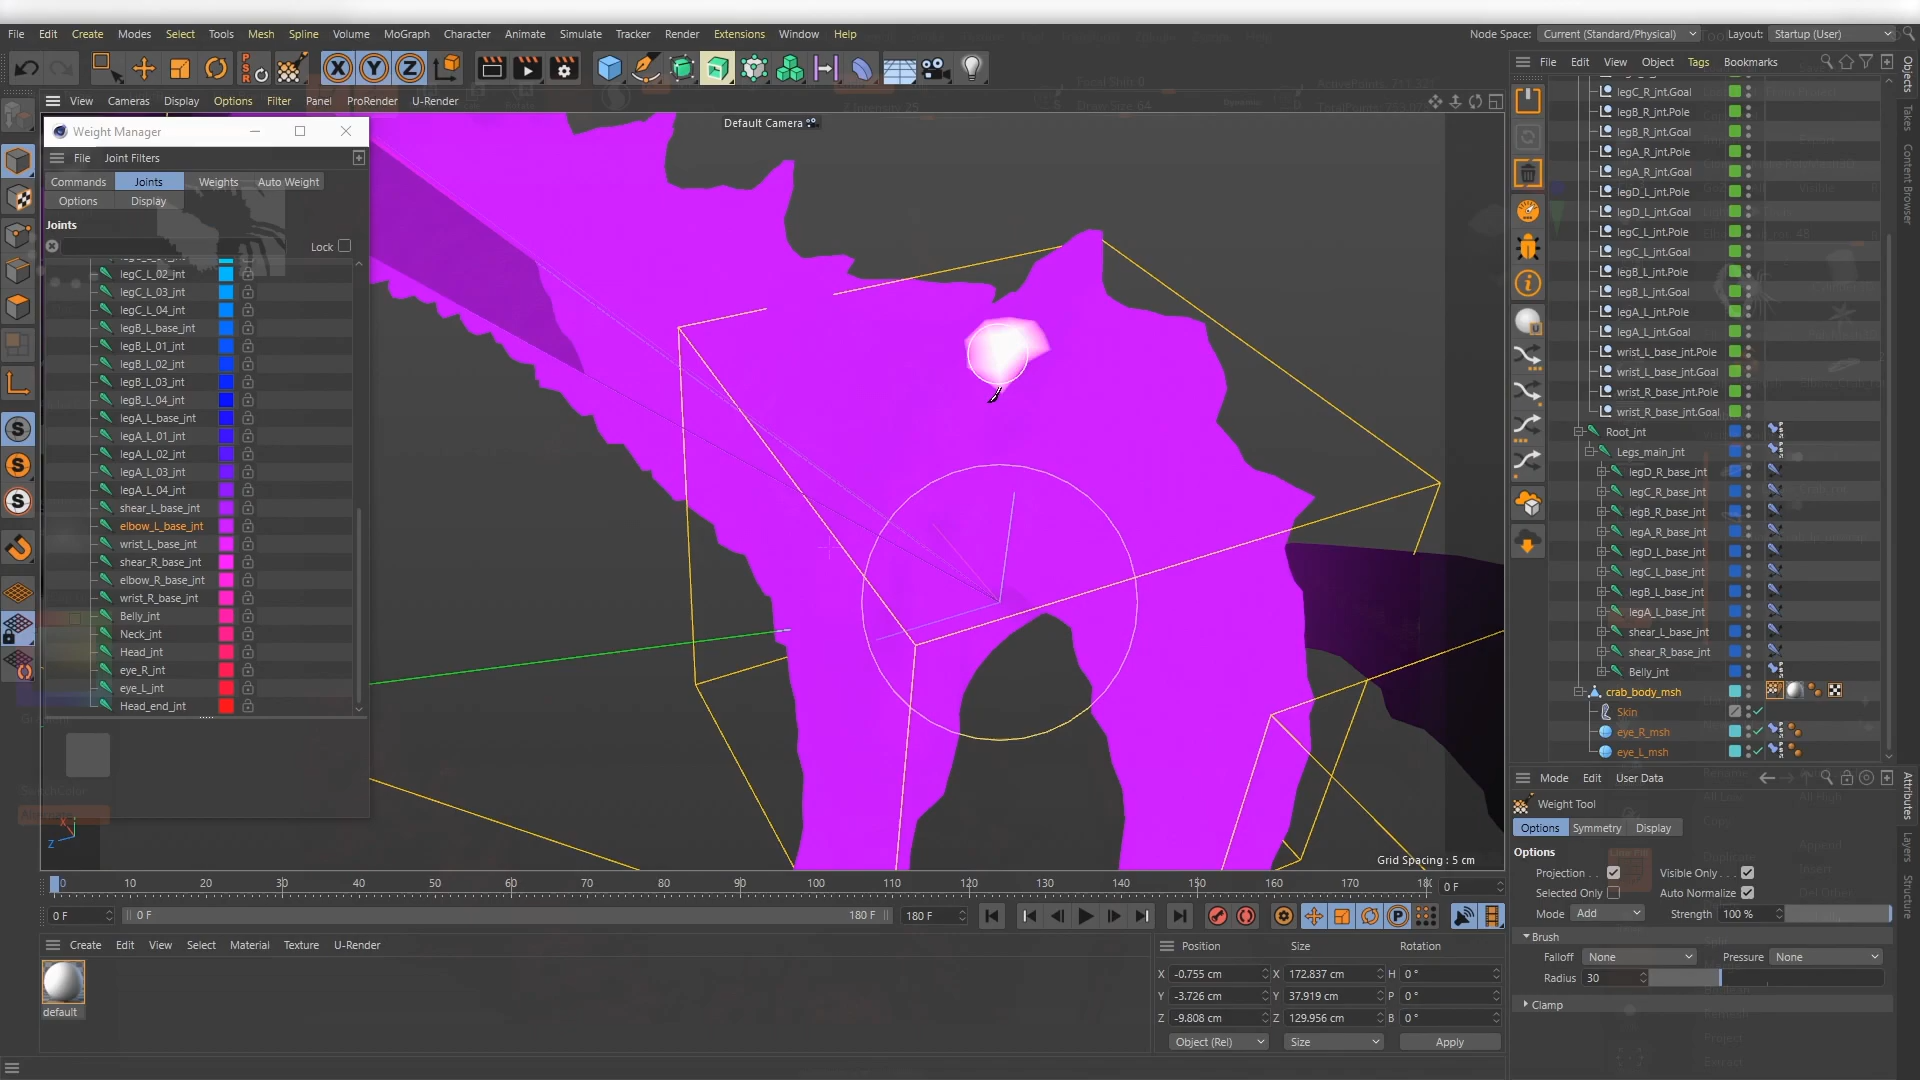 File Edit Create Modes Select Tools Mesh Spline Volume MoGraph Character Animate Simulate Tracker Render Extensions Window Help
Node Space: Current (Standard/Physical) Layout: Startup (User)
File Edit View Object Tags Bookmarks
View Cameras Display Options Filter Panel ProRender U-Render
Default Camera
Weight Manager
File Joint Filters
Commands Joints Weights Auto Weight
Options Display
Joints
Lock
legC_L_02_jnt
legC_L_03_jnt
legC_L_04_jnt
legB_L_base_jnt
legB_L_01_jnt
legB_L_02_jnt
legB_L_03_jnt
legB_L_04_jnt
legA_L_base_jnt
legA_L_01_jnt
legA_L_02_jnt
legA_L_03_jnt
legA_L_04_jnt
shear_L_base_jnt
elbow_L_base_jnt
wrist_L_base_jnt
shear_R_base_jnt
elbow_R_base_jnt
wrist_R_base_jnt
Belly_jnt
Neck_jnt
Head_jnt
eye_R_jnt
eye_L_jnt
Head_end_jnt
Grid Spacing : 5 cm
legC_R_jnt.Goal
legB_R_jnt.Pole
legB_R_jnt.Goal
legA_R_jnt.Pole
legA_R_jnt.Goal
legD_L_jnt.Pole
legD_L_jnt.Goal
legC_L_jnt.Pole
legC_L_jnt.Goal
legB_L_jnt.Pole
legB_L_jnt.Goal
legA_L_jnt.Pole
legA_L_jnt.Goal
wrist_L_base_jnt.Pole
wrist_L_base_jnt.Goal
wrist_R_base_jnt.Pole
wrist_R_base_jnt.Goal
Root_jnt
Legs_main_jnt
legD_R_base_jnt
legC_R_base_jnt
legB_R_base_jnt
legA_R_base_jnt
legD_L_base_jnt
legC_L_base_jnt
legB_L_base_jnt
legA_L_base_jnt
shear_L_base_jnt
shear_R_base_jnt
Belly_jnt
crab_body_msh
Skin
eye_R_msh
eye_L_msh
Objects
Takes
Content Browser
Mode Edit User Data
Weight Tool
Options Symmetry Display
Options
Projection . . Visible Only . . .
Selected Only Auto Normalize
Mode Add Strength 100 %
Brush
Falloff None Pressure None
Radius 30
Clamp
Attributes
Layers
Structure
0 10 20 30 40 50 60 70 80 90 100 110 120 130 140 150 160 170 0 F
0 F 0 F 180 F 180 F
Create Edit View Select Material Texture U-Render
default
Position Size Rotation
X -0.755 cm X 172.837 cm H 0 °
Y -3.726 cm Y 37.919 cm P 0 °
Z -9.808 cm Z 129.956 cm B 0 °
Object (Rel) Size Apply